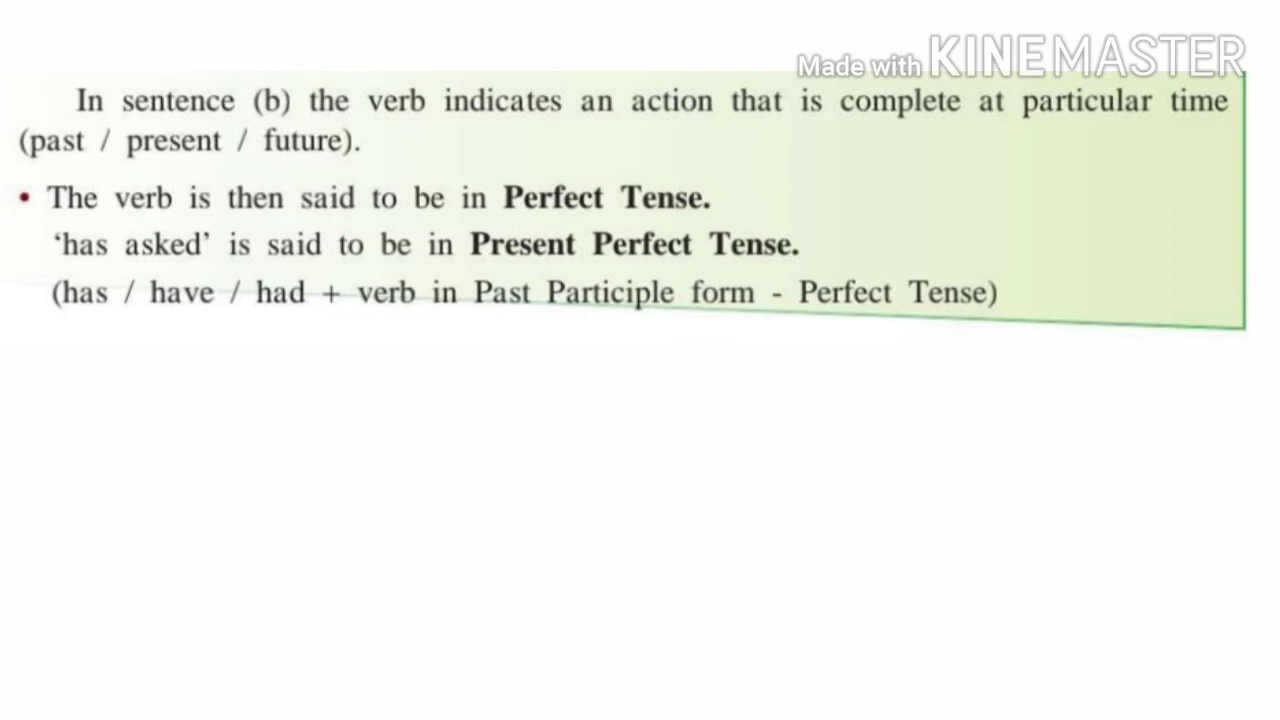 Made with KINEMASTER
In sentence (b) the verb indicates an action that is complete at particular time
(past / present / future).
• The verb is then said to be in Perfect Tense.
‘has asked’ is said to be in Present Perfect Tense.
(has / have / had + verb in Past Participle form - Perfect Tense)